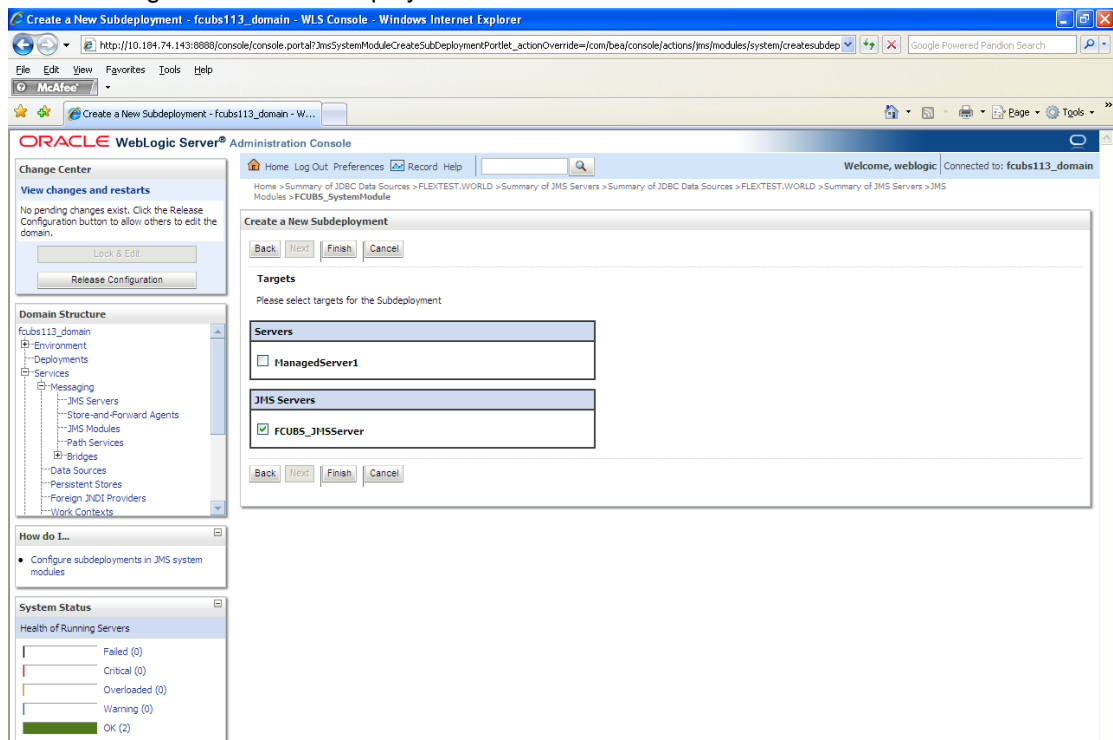 Create a New Subdeployment - fcubs113_domain - WLS Console - Windows Internet Explorer
http://10.184.74.143:8888/console/console.portal?JmsSystemModuleCreateSubDeploymentPortlet_actionOverride=/com/bea/console/actions/jms/modules/system/createsubdep
Google Powered Pandion Search
File Edit View Favorites Tools Help
McAfee
Create a New Subdeployment - fcubs113_domain - W...
Page Tools
ORACLE WebLogic Server® Administration Console
Change Center
View changes and restarts
No pending changes exist. Click the Release
Configuration button to allow others to edit the
domain.
Lock & Edit
Release Configuration
Domain Structure
fcubs113_domain
Environment
Deployments
Services
Messaging
JMS Servers
Store-and-Forward Agents
JMS Modules
Path Services
Bridges
Data Sources
Persistent Stores
Foreign JNDI Providers
Work Contexts
How do I...
Configure subdeployments in JMS system
modules
System Status
Health of Running Servers
Failed (0)
Critical (0)
Overloaded (0)
Warning (0)
OK (2)
Home Log Out Preferences Record Help
Welcome, weblogic Connected to: fcubs113_domain
Home >Summary of JDBC Data Sources >FLEXTEST.WORLD >Summary of JMS Servers >Summary of JDBC Data Sources >FLEXTEST.WORLD >Summary of JMS Servers >JMS
Modules >FCUBS_SystemModule
Create a New Subdeployment
Back Next Finish Cancel
Targets
Please select targets for the Subdeployment
Servers
ManagedServer1
JMS Servers
FCUBS_JMSServer
Back Next Finish Cancel